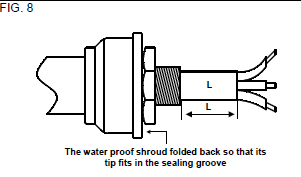 FIG. 8
L
L
The water proof shroud folded back so that its
tip fits in the sealing groove